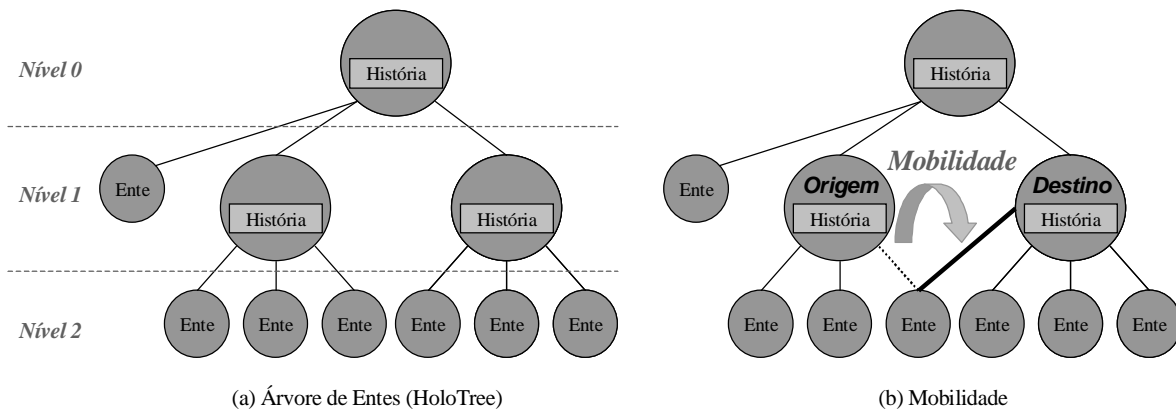 Nível 0
História
História
Nível 1
Ente
História
História
Ente
Mobilidade
Origem
Destino
História
História
Nível 2
Ente
Ente
Ente
Ente
Ente
Ente
Ente
Ente
Ente
Ente
Ente
Ente
(a) Árvore de Entes (HoloTree)
(b) Mobilidade